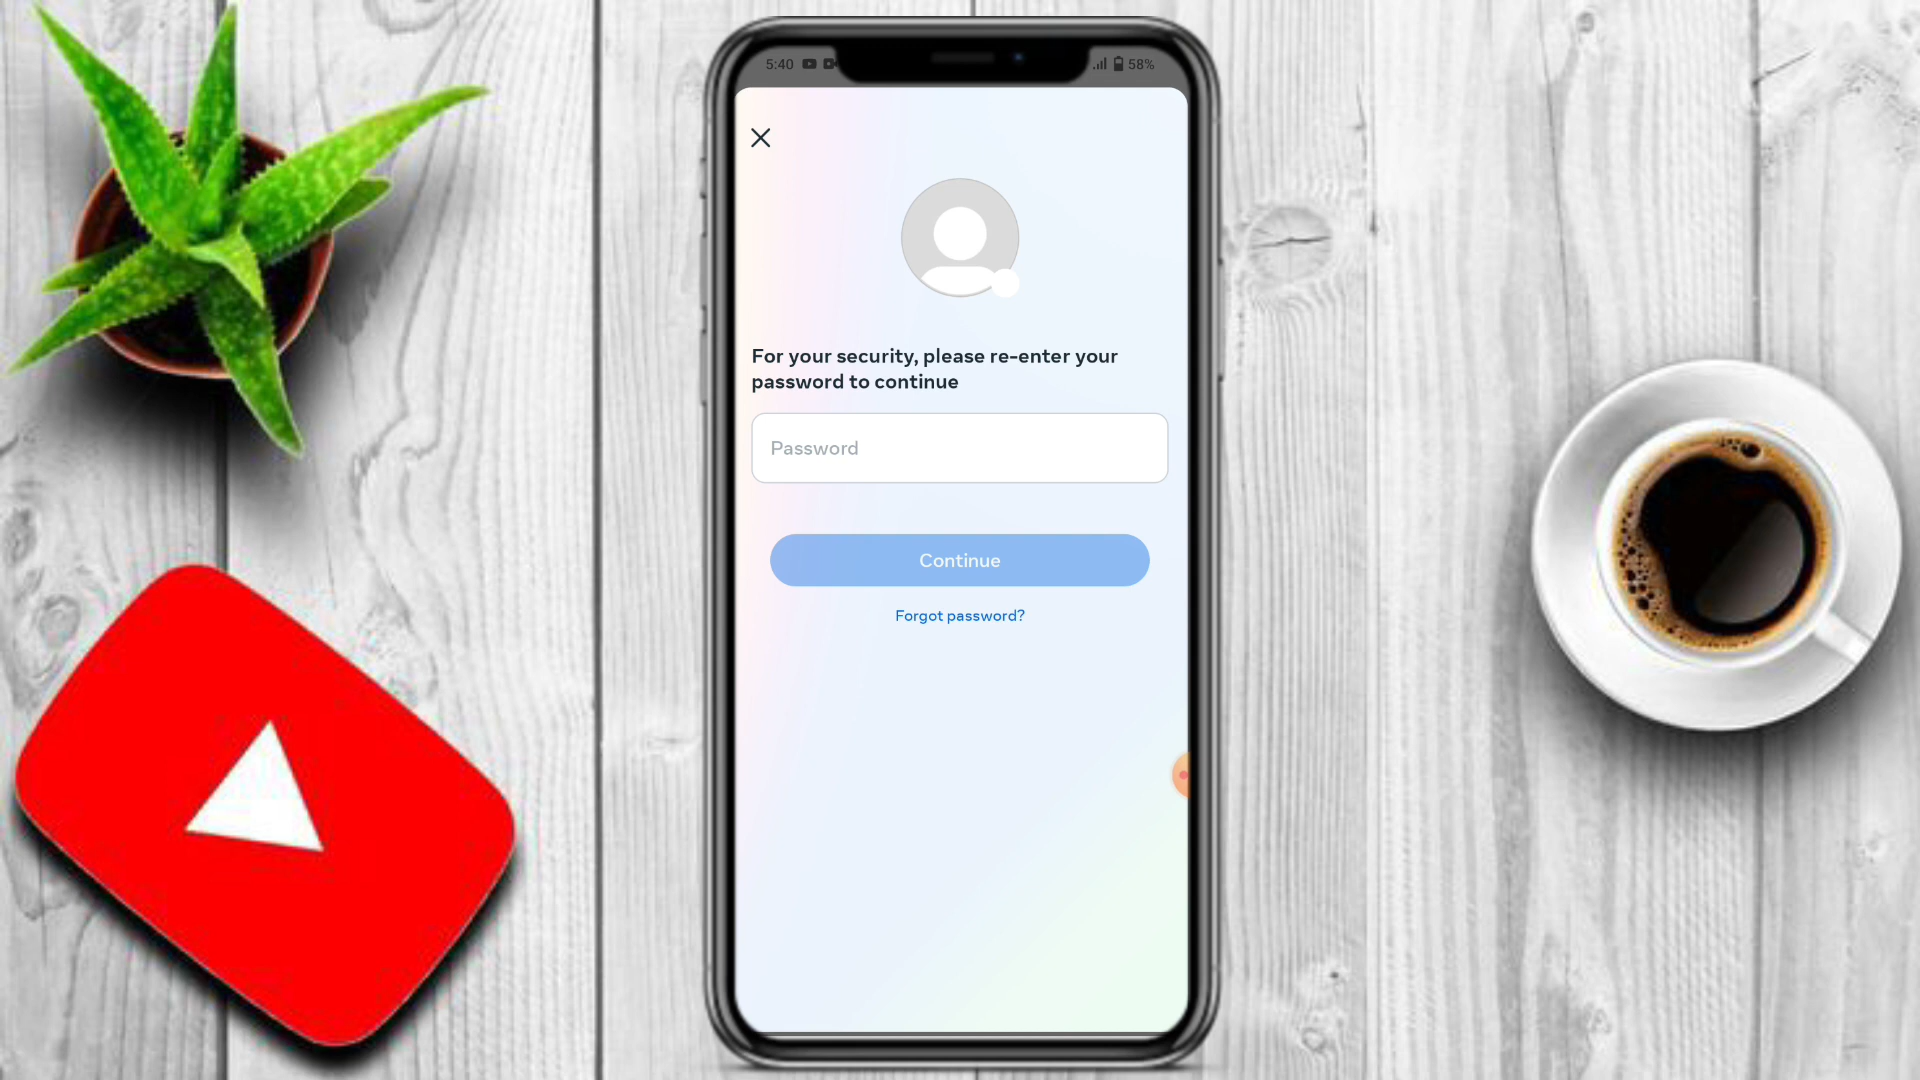 5:40
58%
For your security, please re-enter your
password to continue
Password
Continue
Forgot password?